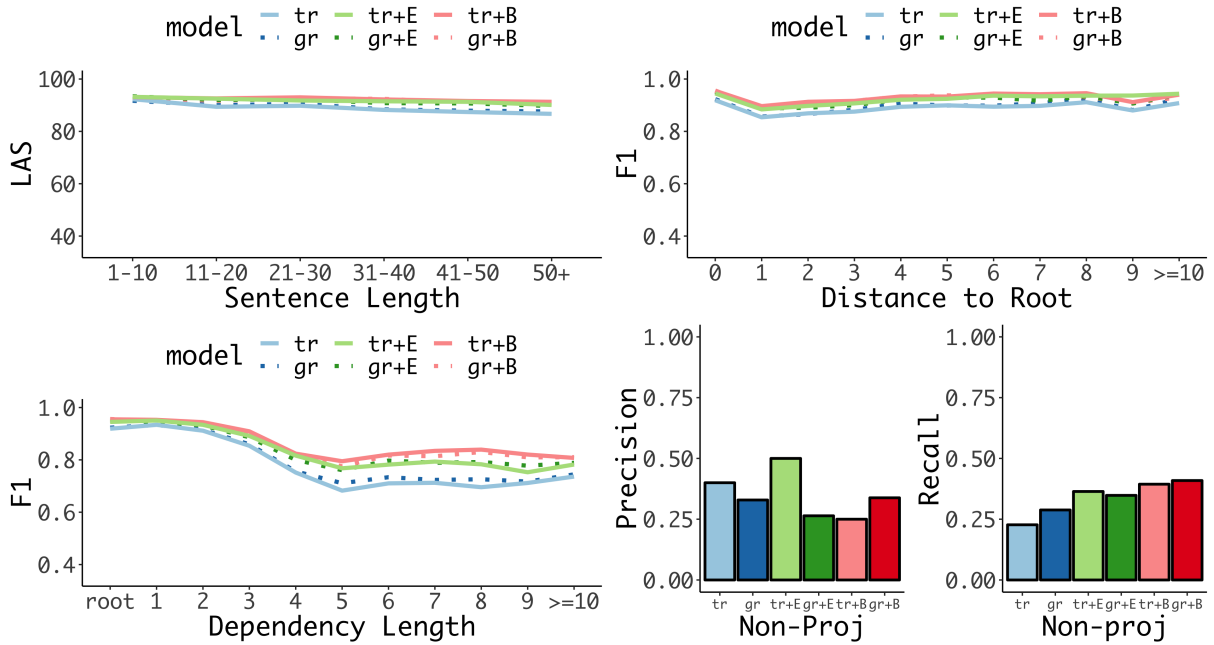 model tr tr+E tr+B
gr gr+E gr+B
LAS
100
80
60
40
1-10 11-20 21-30 31-40 41-50 50+
Sentence Length
model tr tr+E tr+B
gr gr+E gr+B
F1
1.0
0.8
0.6
0.4
0 1 2 3 4 5 6 7 8 9 >=10
Distance to Root
model tr tr+E tr+B
gr gr+E gr+B
F1
1.0
0.8
0.6
0.4
root 1 2 3 4 5 6 7 8 9 >=10
Dependency Length
Precision
1.00
0.75
0.50
0.25
0.00
tr gr tr+E gr+E tr+B gr+B
Non-Proj
Recall
1.00
0.75
0.50
0.25
0.00
tr gr tr+E gr+E tr+B gr+B
Non-proj